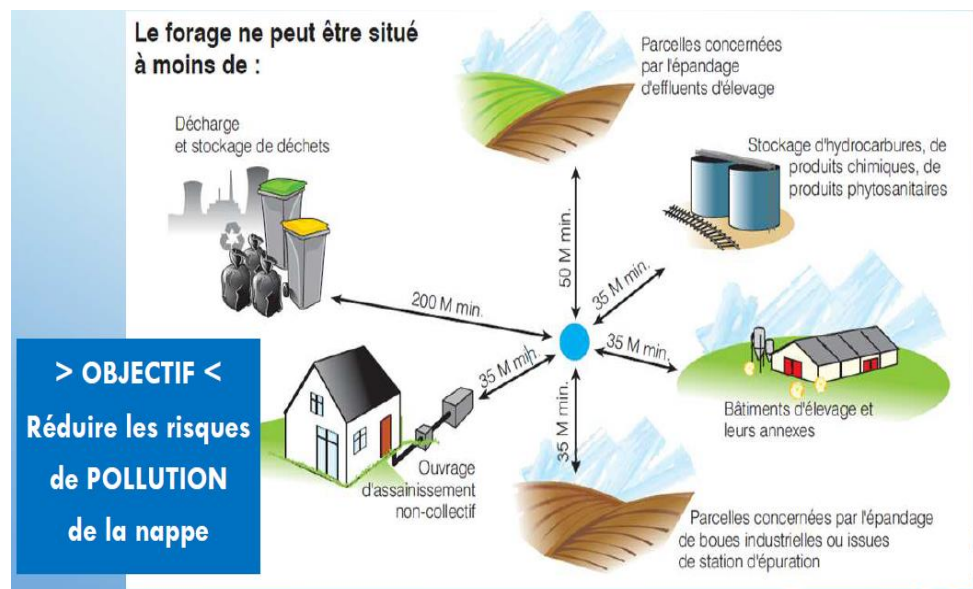 Le forage ne peut être situé
à moins de :
Parcelles concernées
par l'épandage
d'effluents d'élevage
Décharge
et stockage de déchets
Stockage d'hydrocarbures, de
produits chimiques, de
produits phytosanitaires
50 M min.
35 M min.
200 M min.
35 M min.
35 M min.
35 M min.
Bâtiments d'élevage et
leurs annexes
Ouvrage
d'assainissement
non-collectif
Parcelles concernées par l'épandage
de boues industrielles ou issues
de station d'épuration
> OBJECTIF <
Réduire les risques
de POLLUTION
de la nappe